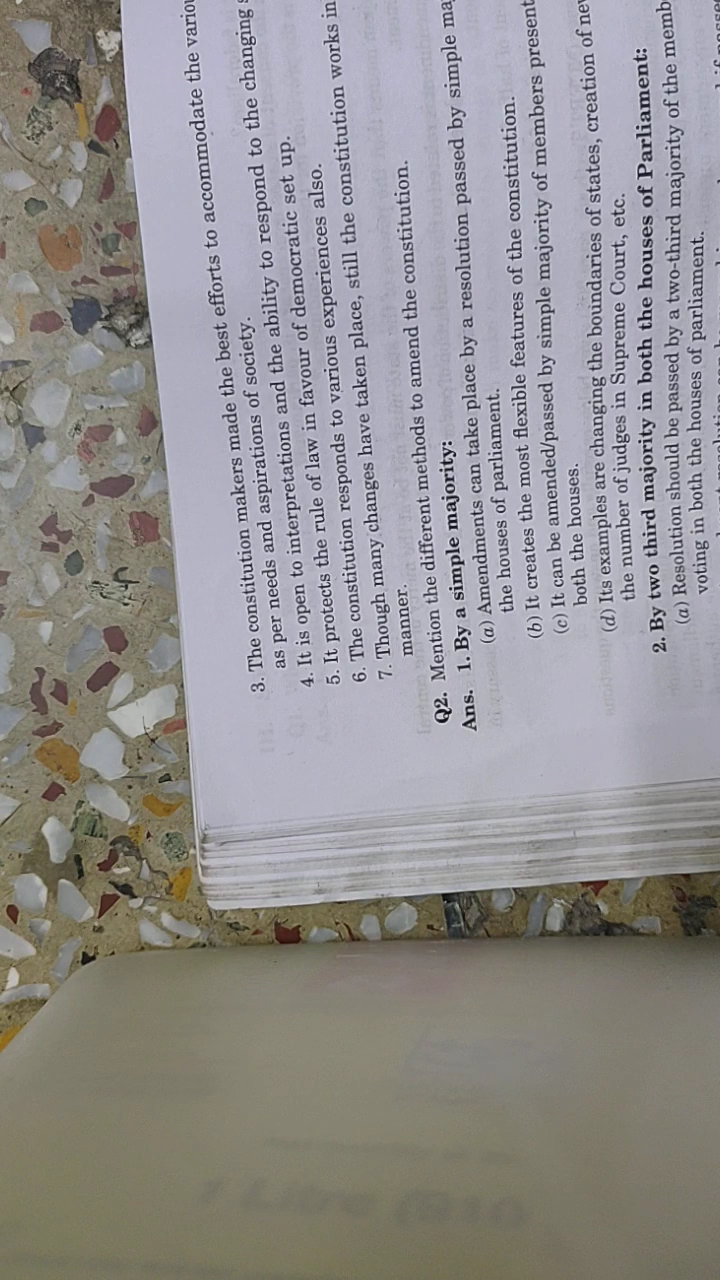 3. The constitution makers made the best efforts to accommodate the
as per needs and aspirations of society.
4. It is open to interpretations and the ability to respond to the changing
5. It protects the rule of law in favour of democratic set up.
6. The constitution responds to various experiences also.
7. Though many changes have taken place, still the constitution works in
manner.
Q2. Mention the different methods to amend the constitution.
Ans. 1. By a simple majority:
(a) Amendments can take place by a resolution passed by simple
the houses of parliament.
(b) It creates the most flexible features of the constitution.
(c) It can be amended/passed by simple majority of members present
both the houses.
(d) Its examples are changing the boundaries of states, creation of
the number of judges in Supreme Court, etc.
2. By two third majority in both the houses of Parliament:
(a) Resolution should be passed by a two-third majority of the
voting in both the houses of parliament.
1 Litre